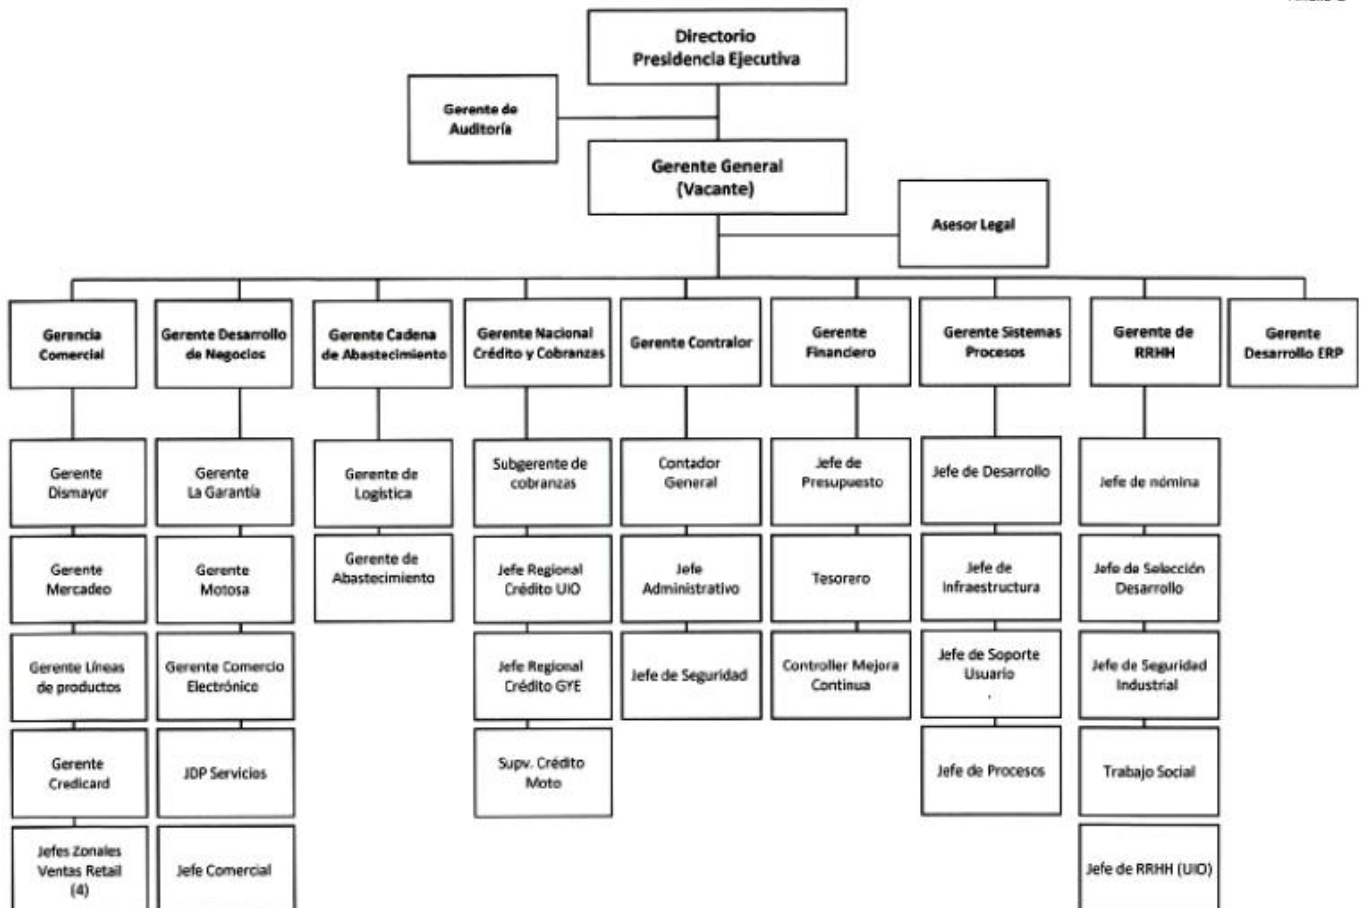 Directorio
Presidencia Ejecutiva
Gerente de
Auditoría
Gerente General
(Vacante)
Asesor Legal
Gerencia
Comercial
Gerente Desarrollo
de Negocios
Gerente Cadena
de Abastecimiento
Gerente Nacional
Crédito y Cobranzas
Gerente Contralor
Gerente
Financiero
Gerente Sistemas
Procesos
Gerente de
RRHH
Gerente
Desarrollo ERP
Gerente
Dismayor
Gerente
Mercadeo
Gerente Líneas
de productos
Gerente
Credicard
Jefes Zonales
Ventas Retail
(4)
Gerente
La Garantía
Gerente
Motosa
Gerente Comercio
Electrónico
JDP Servicios
Jefe Comercial
Gerente de
Logística
Gerente de
Abastecimiento
Subgerente de
cobranzas
Jefe Regional
Crédito UIO
Jefe Regional
Crédito GYE
Supv. Crédito
Moto
Contador
General
Jefe
Administrativo
Jefe de Seguridad
Jefe de
Presupuesto
Tesorero
Controller Mejora
Continua
Jefe de Desarrollo
Jefe de
Infraestructura
Jefe de Soporte
Usuario
Jefe de Procesos
Jefe de nómina
Jefe de Selección
Desarrollo
Jefe de Seguridad
Industrial
Trabajo Social
Jefe de RRHH (UIO)